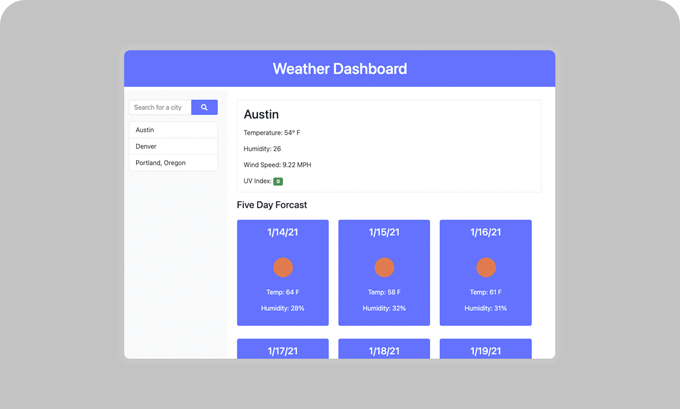 Weather Dashboard
Search for a city
Austin
Denver
Portland, Oregon
Austin
Temperature: 54° F
Humidity: 26
Wind Speed: 9.22 MPH
UV Index: 0
Five Day Forcast
1/14/21 1/15/21 1/16/21
Temp: 64 F Temp: 58 F Temp: 61 F
Humidity: 28% Humidity: 32% Humidity: 31%
1/17/21 1/18/21 1/19/21